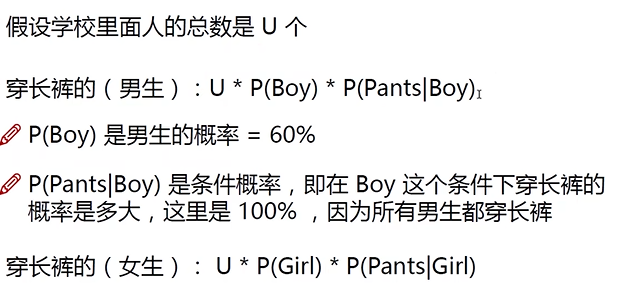 假设学校里面人的总数是 U 个
穿长裤的（男生）：U * P(Boy) * P(Pants|Boy)
P(Boy) 是男生的概率 = 60%
P(Pants|Boy) 是条件概率，即在 Boy 这个条件下穿长裤的
概率是多大，这里是 100% ，因为所有男生都穿长裤
穿长裤的（女生）： U * P(Girl) * P(Pants|Girl)